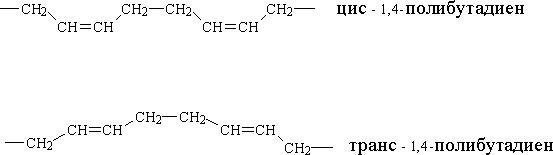 —CH₂ CH=CH CH₂—CH₂ CH=CH CH₂— цис - 1,4-полибутадиен
—CH₂ CH=CH CH₂—CH₂ CH=CH CH₂— транс - 1,4-полибутадиен